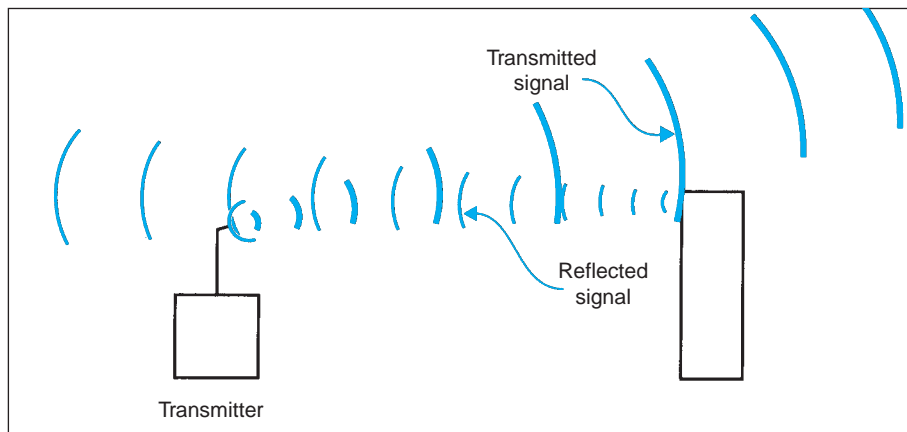 Transmitted
signal
Reflected
signal
Transmitter